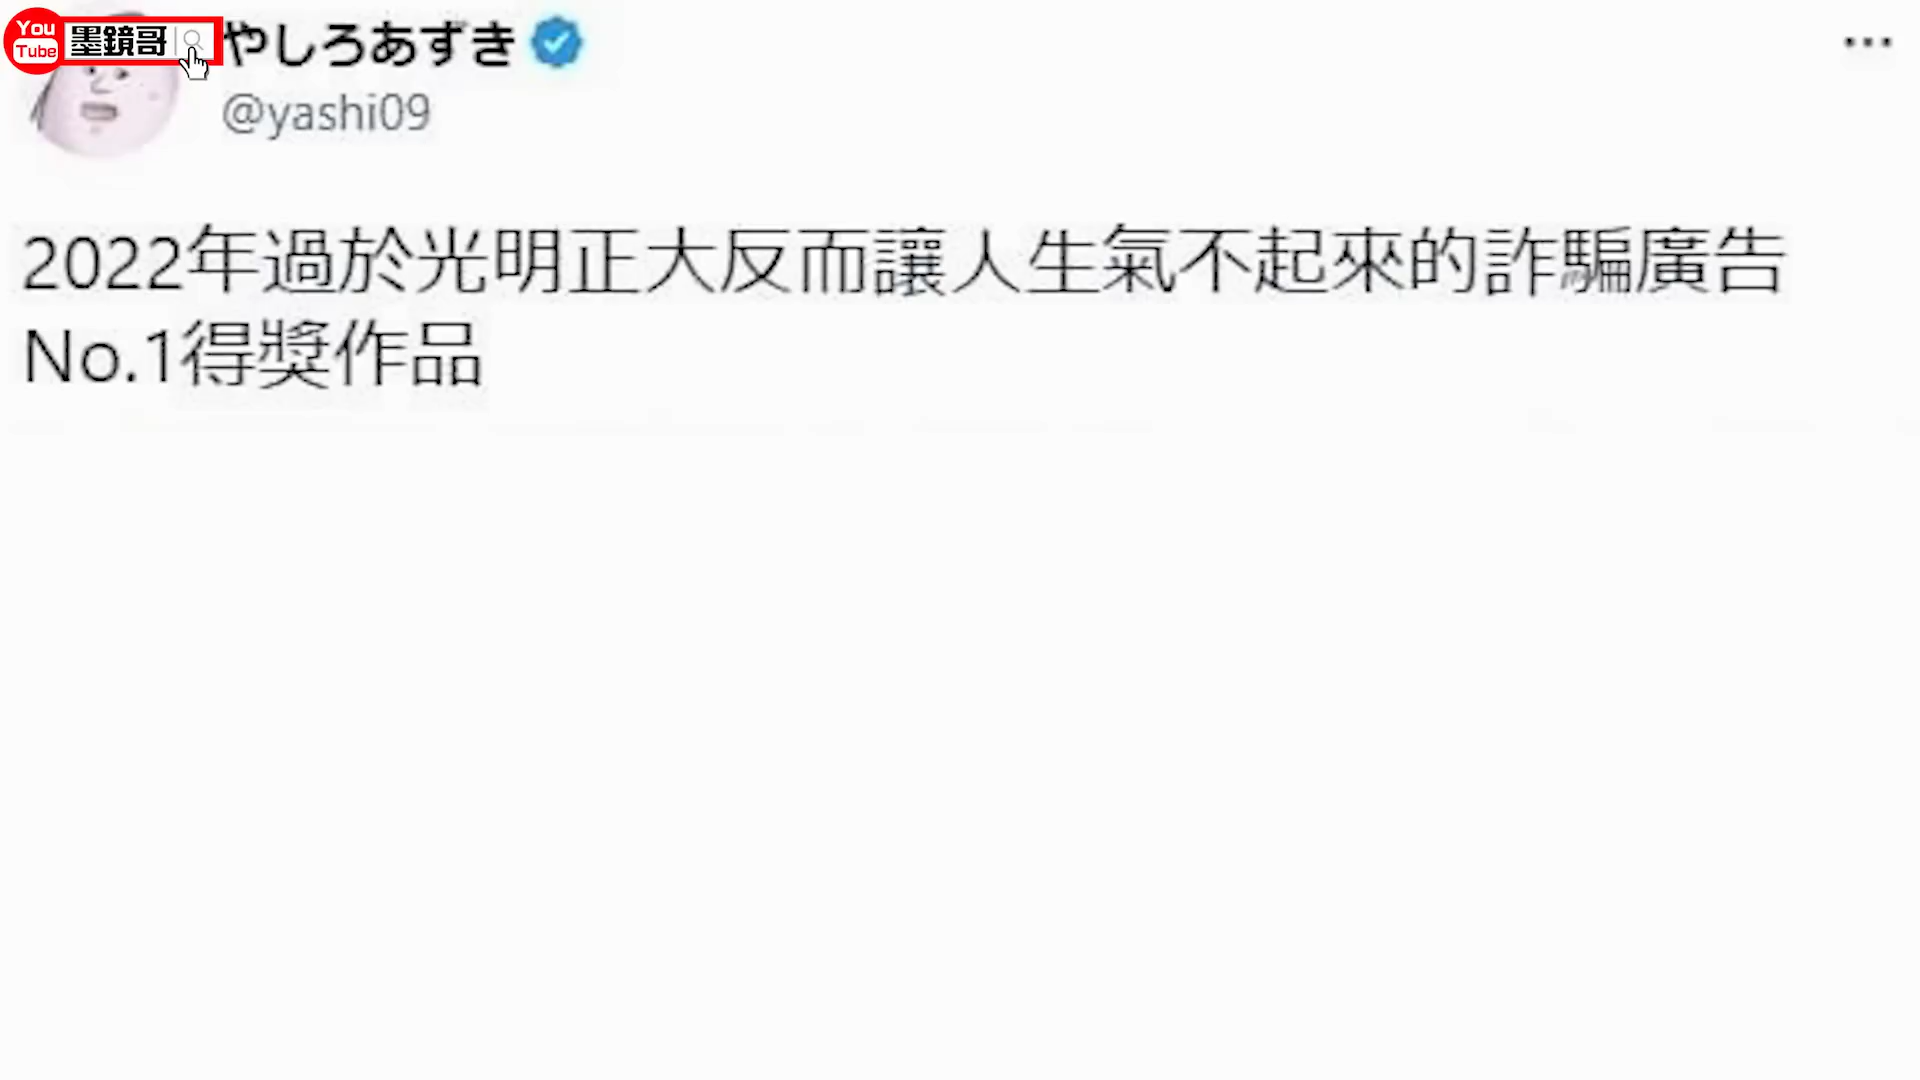 You
Tube
墨鏡哥
やしろあずき
@yashi09
2022年過於光明正大反而讓人生氣不起來的詐騙廣告
No.1得獎作品